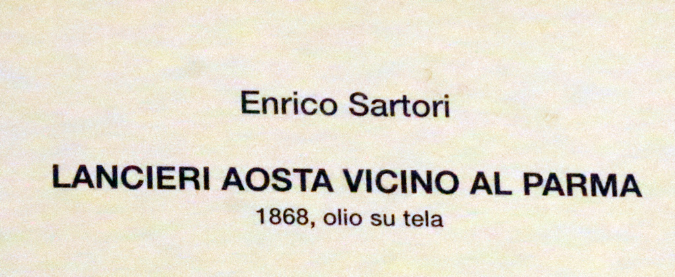 Enrico Sartori
LANCIERI AOSTA VICINO AL PARMA
1868, olio su tela